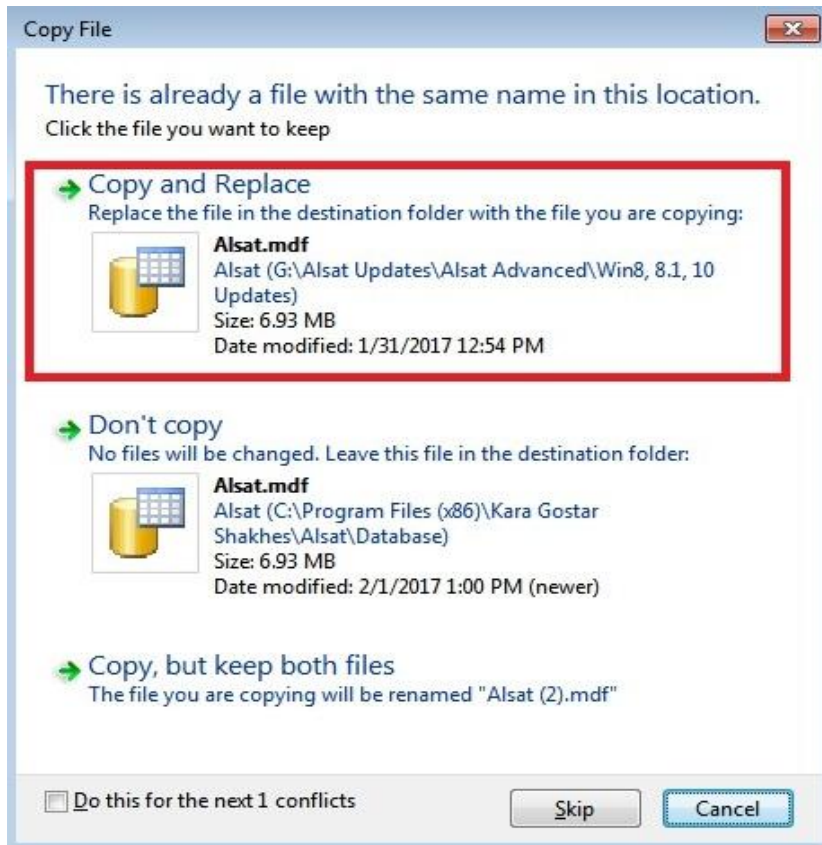 Copy File
There is already a file with the same name in this location.
Click the file you want to keep
Copy and Replace
Replace the file in the destination folder with the file you are copying:
Alsat.mdf
Alsat (G:\Alsat Updates\Alsat Advanced\Win8, 8.1, 10
Updates)
Size: 6.93 MB
Date modified: 1/31/2017 12:54 PM
Don't copy
No files will be changed. Leave this file in the destination folder:
Alsat.mdf
Alsat (C:\Program Files (x86)\Kara Gostar
Shakhes\Alsat\Database)
Size: 6.93 MB
Date modified: 2/1/2017 1:00 PM (newer)
Copy, but keep both files
The file you are copying will be renamed "Alsat (2).mdf"
Do this for the next 1 conflicts
Skip
Cancel